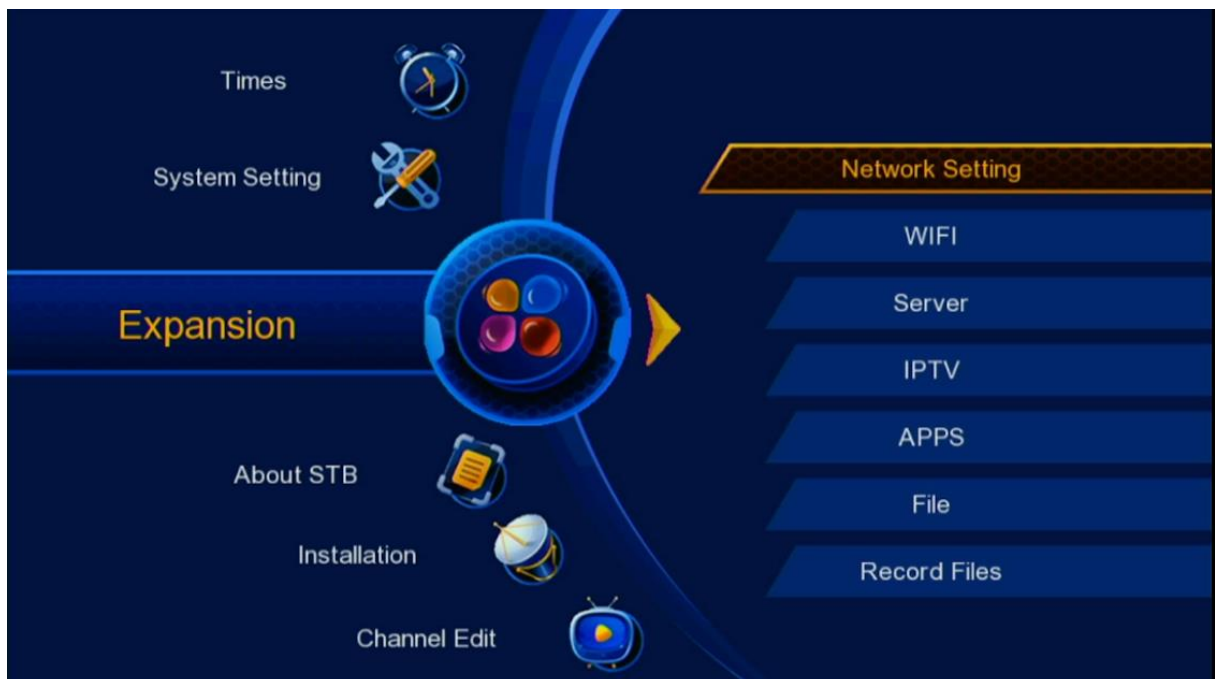 Times
System Setting
Expansion
About STB
Installation
Channel Edit
Network Setting
WIFI
Server
IPTV
APPS
File
Record Files